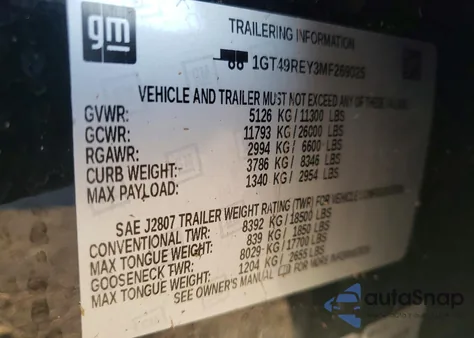 gm
TRAILERING INFORMATION
1GT49REY3MF269025
VEHICLE AND TRAILER MUST NOT EXCEED ANY OF THESE VALUES
GVWR: 5126 KG/ 11300 LBS
GCWR: 11793 KG/ 26000 LBS
RGAWR: 2994 KG/ 6600 LBS
CURB WEIGHT: 3786 KG/ 8346 LBS
MAX PAYLOAD: 1340 KG/ 2954 LBS
SAE J2807 TRAILER WEIGHT RATING (TWR) FOR VEHICLE CONFIGURATION.
CONVENTIONAL TWR: 8392 KG/ 18500 LBS
MAX TONGUE WEIGHT: 839 KG/ 1850 LBS
GOOSENECK TWR: 8029 KG/ 17700 LBS
MAX TONGUE WEIGHT: 1204 KG/ 2655 LBS
SEE OWNER'S MANUAL FOR MORE INFORMATION
autoSnap